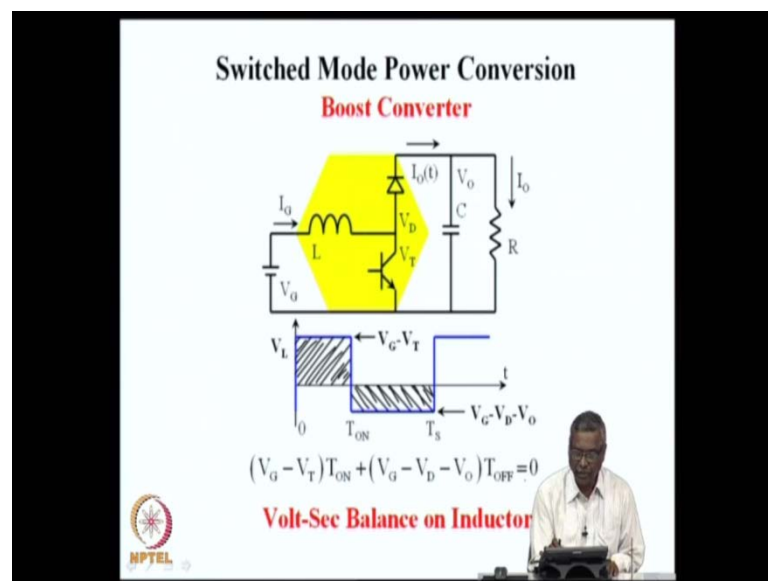 Switched Mode Power Conversion
Boost Converter
I_O(t)
V_O
I_O
I_G
C
V_D
L
V_T
R
V_G
V_L
V_G-V_T
t
V_G-V_D-V_O
0
T_ON
T_S
(V_G - V_T)T_ON + (V_G - V_D - V_O)T_OFF = 0
Volt-Sec Balance on Inductor
NPTEL